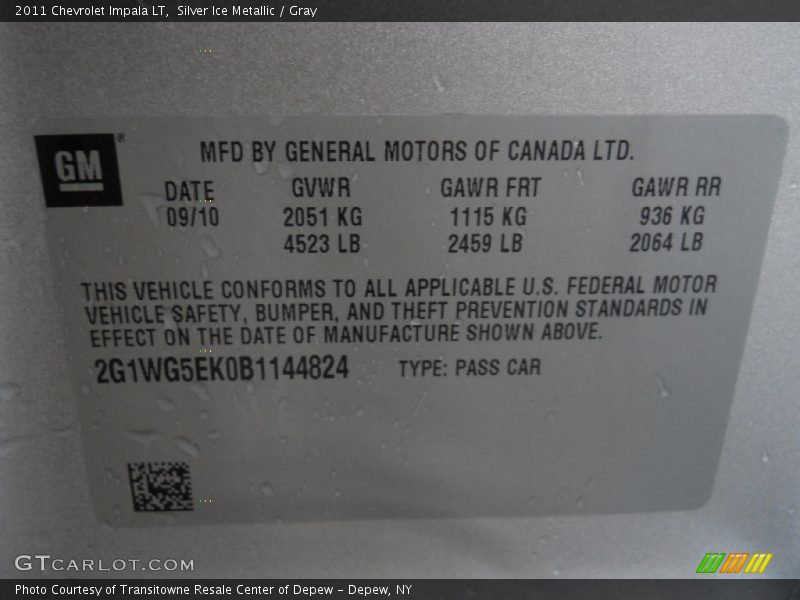 2011 Chevrolet Impala LT,  Silver Ice Metallic / Gray
GM
®
MFD BY GENERAL MOTORS OF CANADA LTD.
DATE GVWR GAWR FRT GAWR RR
09/10 2051 KG 1115 KG 936 KG
4523 LB 2459 LB 2064 LB
THIS VEHICLE CONFORMS TO ALL APPLICABLE U.S. FEDERAL MOTOR
VEHICLE SAFETY, BUMPER, AND THEFT PREVENTION STANDARDS IN
EFFECT ON THE DATE OF MANUFACTURE SHOWN ABOVE.
2G1WG5EK0B1144824 TYPE: PASS CAR
GTCARLOT.COM
Photo Courtesy of Transitowne Resale Center of Depew – Depew, NY